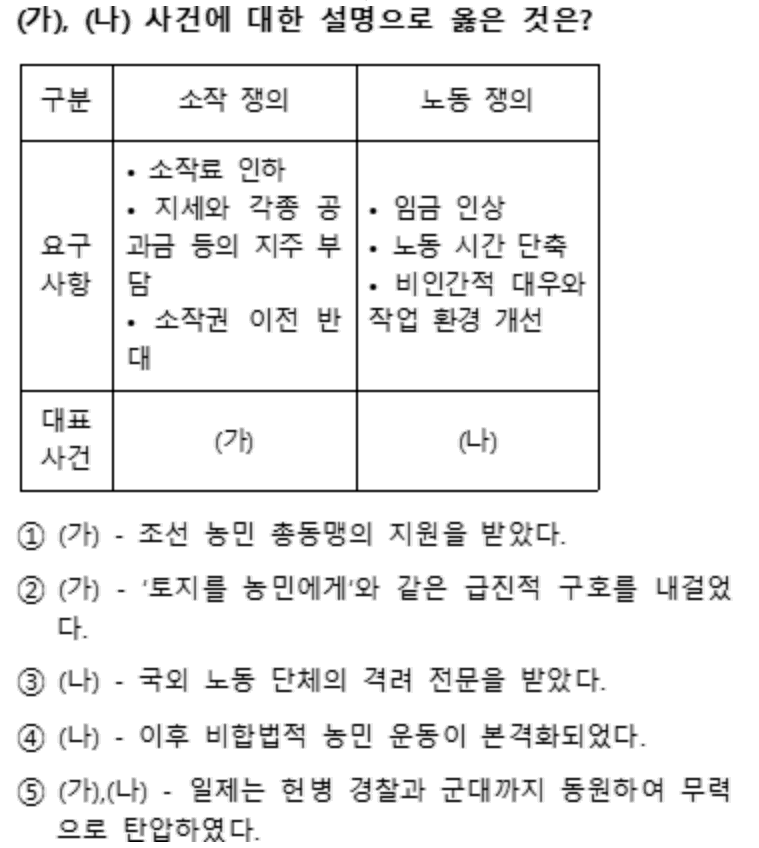 (가), (나) 사건에 대한 설명으로 옳은 것은?
구분
소작 쟁의
노동 쟁의
요구
사항
• 소작료 인하
• 지세와 각종 공
과금 등의 지주 부
담
• 소작권 이전 반
대
• 임금 인상
• 노동 시간 단축
• 비인간적 대우와
작업 환경 개선
대표
사건
(가)
(나)
① (가) - 조선 농민 총동맹의 지원을 받았다.
② (가) - ‘토지를 농민에게’와 같은 급진적 구호를 내걸었
다.
③ (나) - 국외 노동 단체의 격려 전문을 받았다.
④ (나) - 이후 비합법적 농민 운동이 본격화되었다.
⑤ (가),(나) - 일제는 헌병 경찰과 군대까지 동원하여 무력
으로 탄압하였다.